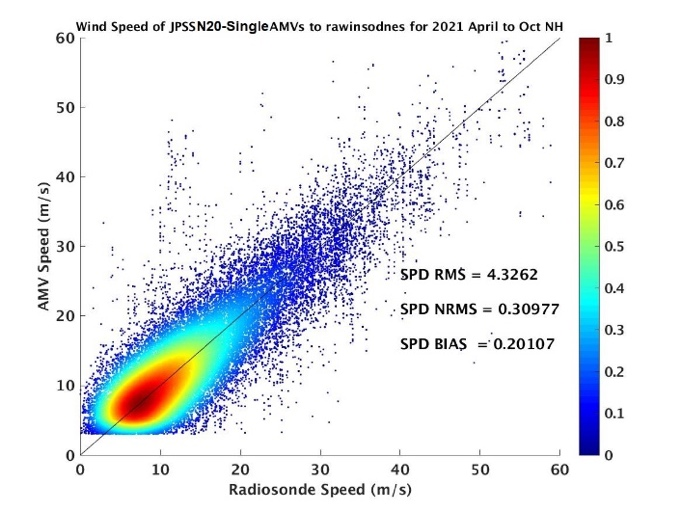 Wind Speed of JPSSN20-SingleAMVs to rawinsodnes for 2021 April to Oct NH
60
50
40
30
20
10
0
AMV Speed (m/s)
0 10 20 30 40 50 60
Radiosonde Speed (m/s)
SPD RMS = 4.3262
SPD NRMS = 0.30977
SPD BIAS = 0.20107
1
0.9
0.8
0.7
0.6
0.5
0.4
0.3
0.2
0.1
0